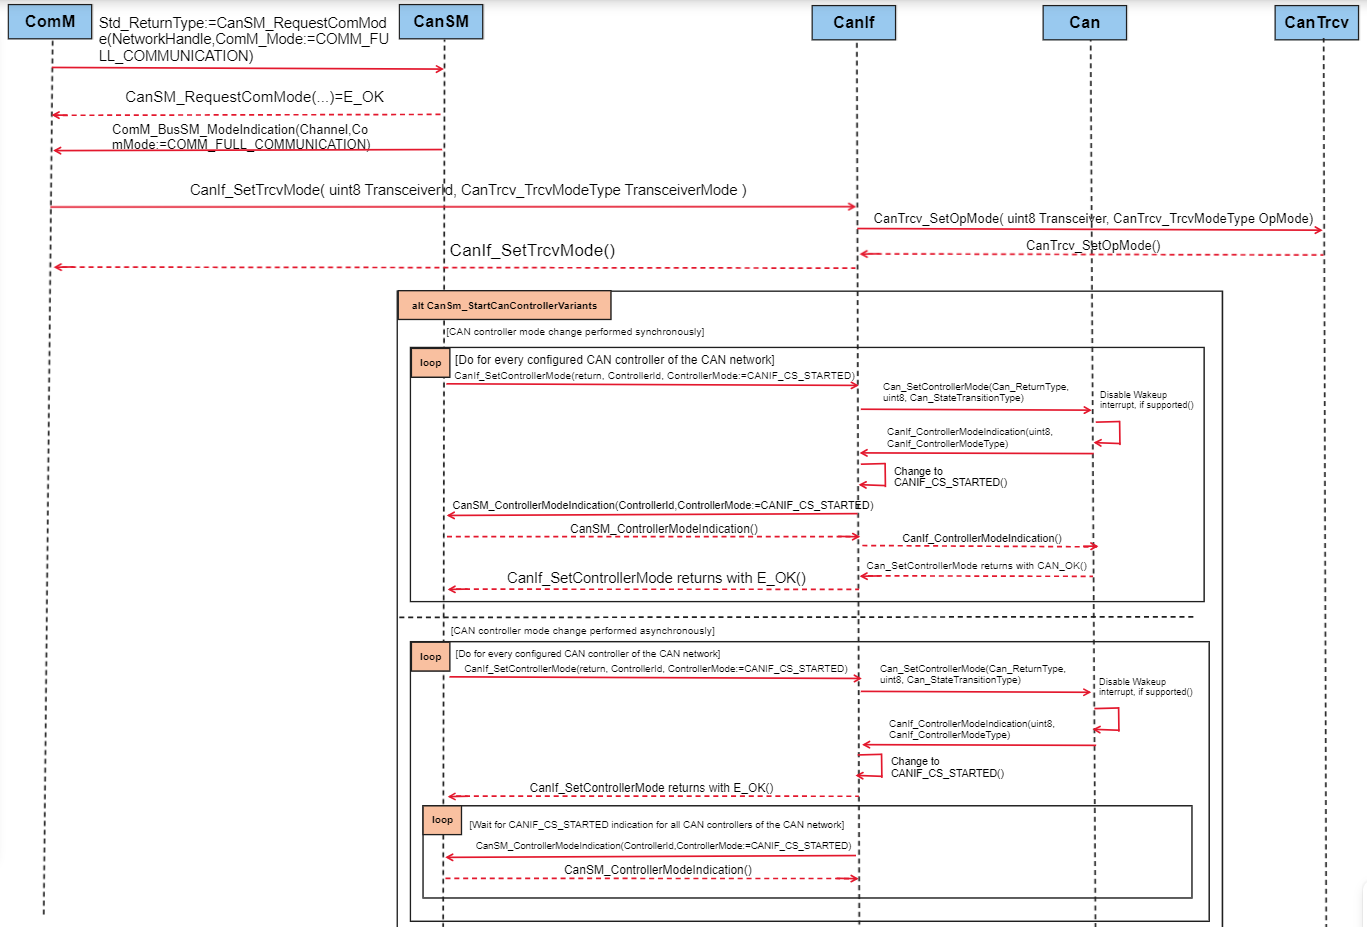 ComM
CanSM
CanIf
Can
CanTrcv
Std_ReturnType:=CanSM_RequestComMod
e(NetworkHandle,ComM_Mode:=COMM_FU
LL_COMMUNICATION)
CanSM_RequestComMode(...)=E_OK
ComM_BusSM_ModeIndication(Channel,Co
mMode:=COMM_FULL_COMMUNICATION)
CanIf_SetTrcvMode( uint8 TransceiverId, CanTrcv_TrcvModeType TransceiverMode )
CanTrcv_SetOpMode( uint8 Transceiver, CanTrcv_TrcvModeType OpMode)
CanTrcv_SetOpMode()
CanIf_SetTrcvMode()
alt CanSm_StartCanControllerVariants
[CAN controller mode change performed synchronously]
loop
[Do for every configured CAN controller of the CAN network]
CanIf_SetControllerMode(return, ControllerId, ControllerMode:=CANIF_CS_STARTED)
Can_SetControllerMode(Can_ReturnType,
uint8, Can_StateTransitionType)
Disable Wakeup
interrupt, if supported()
CanIf_ControllerModeIndication(uint8,
CanIf_ControllerModeType)
Change to
CANIF_CS_STARTED()
CanSM_ControllerModeIndication(ControllerId,ControllerMode:=CANIF_CS_STARTED)
CanSM_ControllerModeIndication()
CanIf_ControllerModeIndication()
Can_SetControllerMode returns with CAN_OK()
CanIf_SetControllerMode returns with E_OK()
[CAN controller mode change performed asynchronously]
loop
[Do for every configured CAN controller of the CAN network]
CanIf_SetControllerMode(return, ControllerId, ControllerMode:=CANIF_CS_STARTED)
Can_SetControllerMode(Can_ReturnType,
uint8, Can_StateTransitionType)
Disable Wakeup
interrupt, if supported()
CanIf_ControllerModeIndication(uint8,
CanIf_ControllerModeType)
Change to
CANIF_CS_STARTED()
CanIf_SetControllerMode returns with E_OK()
loop
[Wait for CANIF_CS_STARTED indication for all CAN controllers of the CAN network]
CanSM_ControllerModeIndication(ControllerId,ControllerMode:=CANIF_CS_STARTED)
CanSM_ControllerModeIndication()